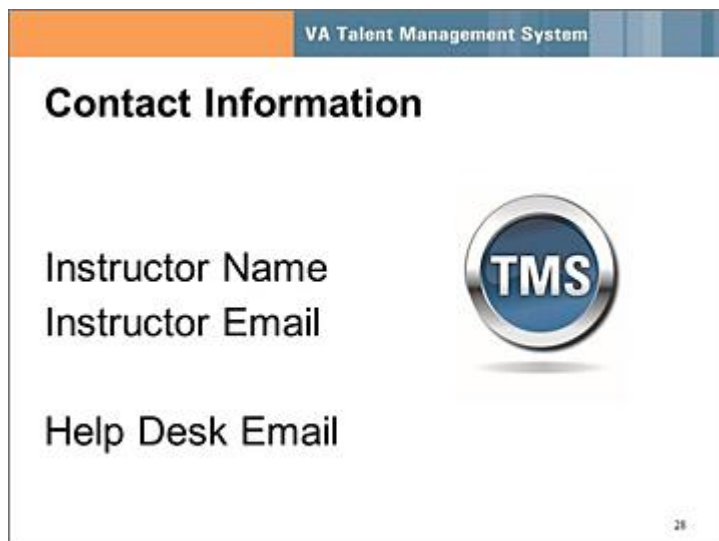 VA Talent Management System
Contact Information
TMS
Instructor Name
Instructor Email
Help Desk Email
28